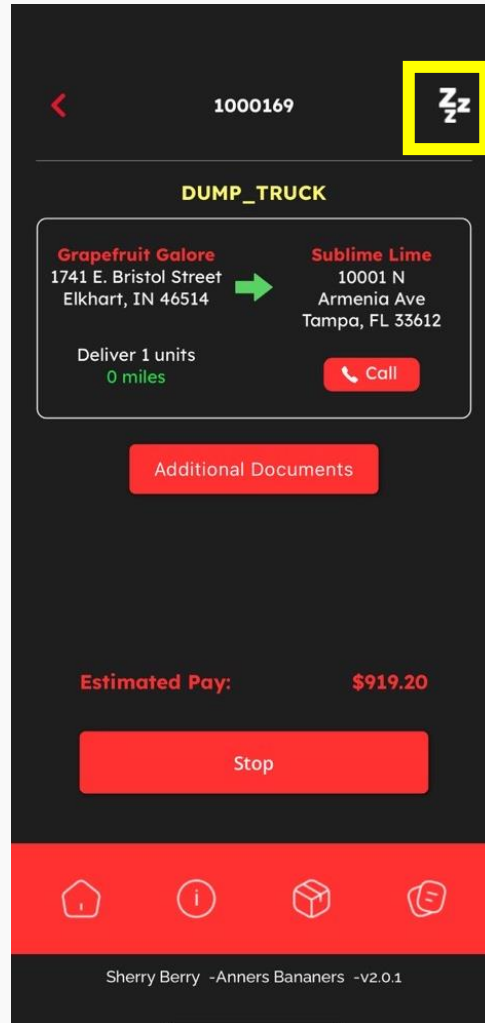 1000169
Zzz
DUMP_TRUCK
Grapefruit Galore
1741 E. Bristol Street
Elkhart, IN 46514
Deliver 1 units
0 miles
Sublime Lime
10001 N
Armenia Ave
Tampa, FL 33612
Call
Additional Documents
Estimated Pay: $919.20
Stop
Sherry Berry -Anners Bananers -v2.0.1